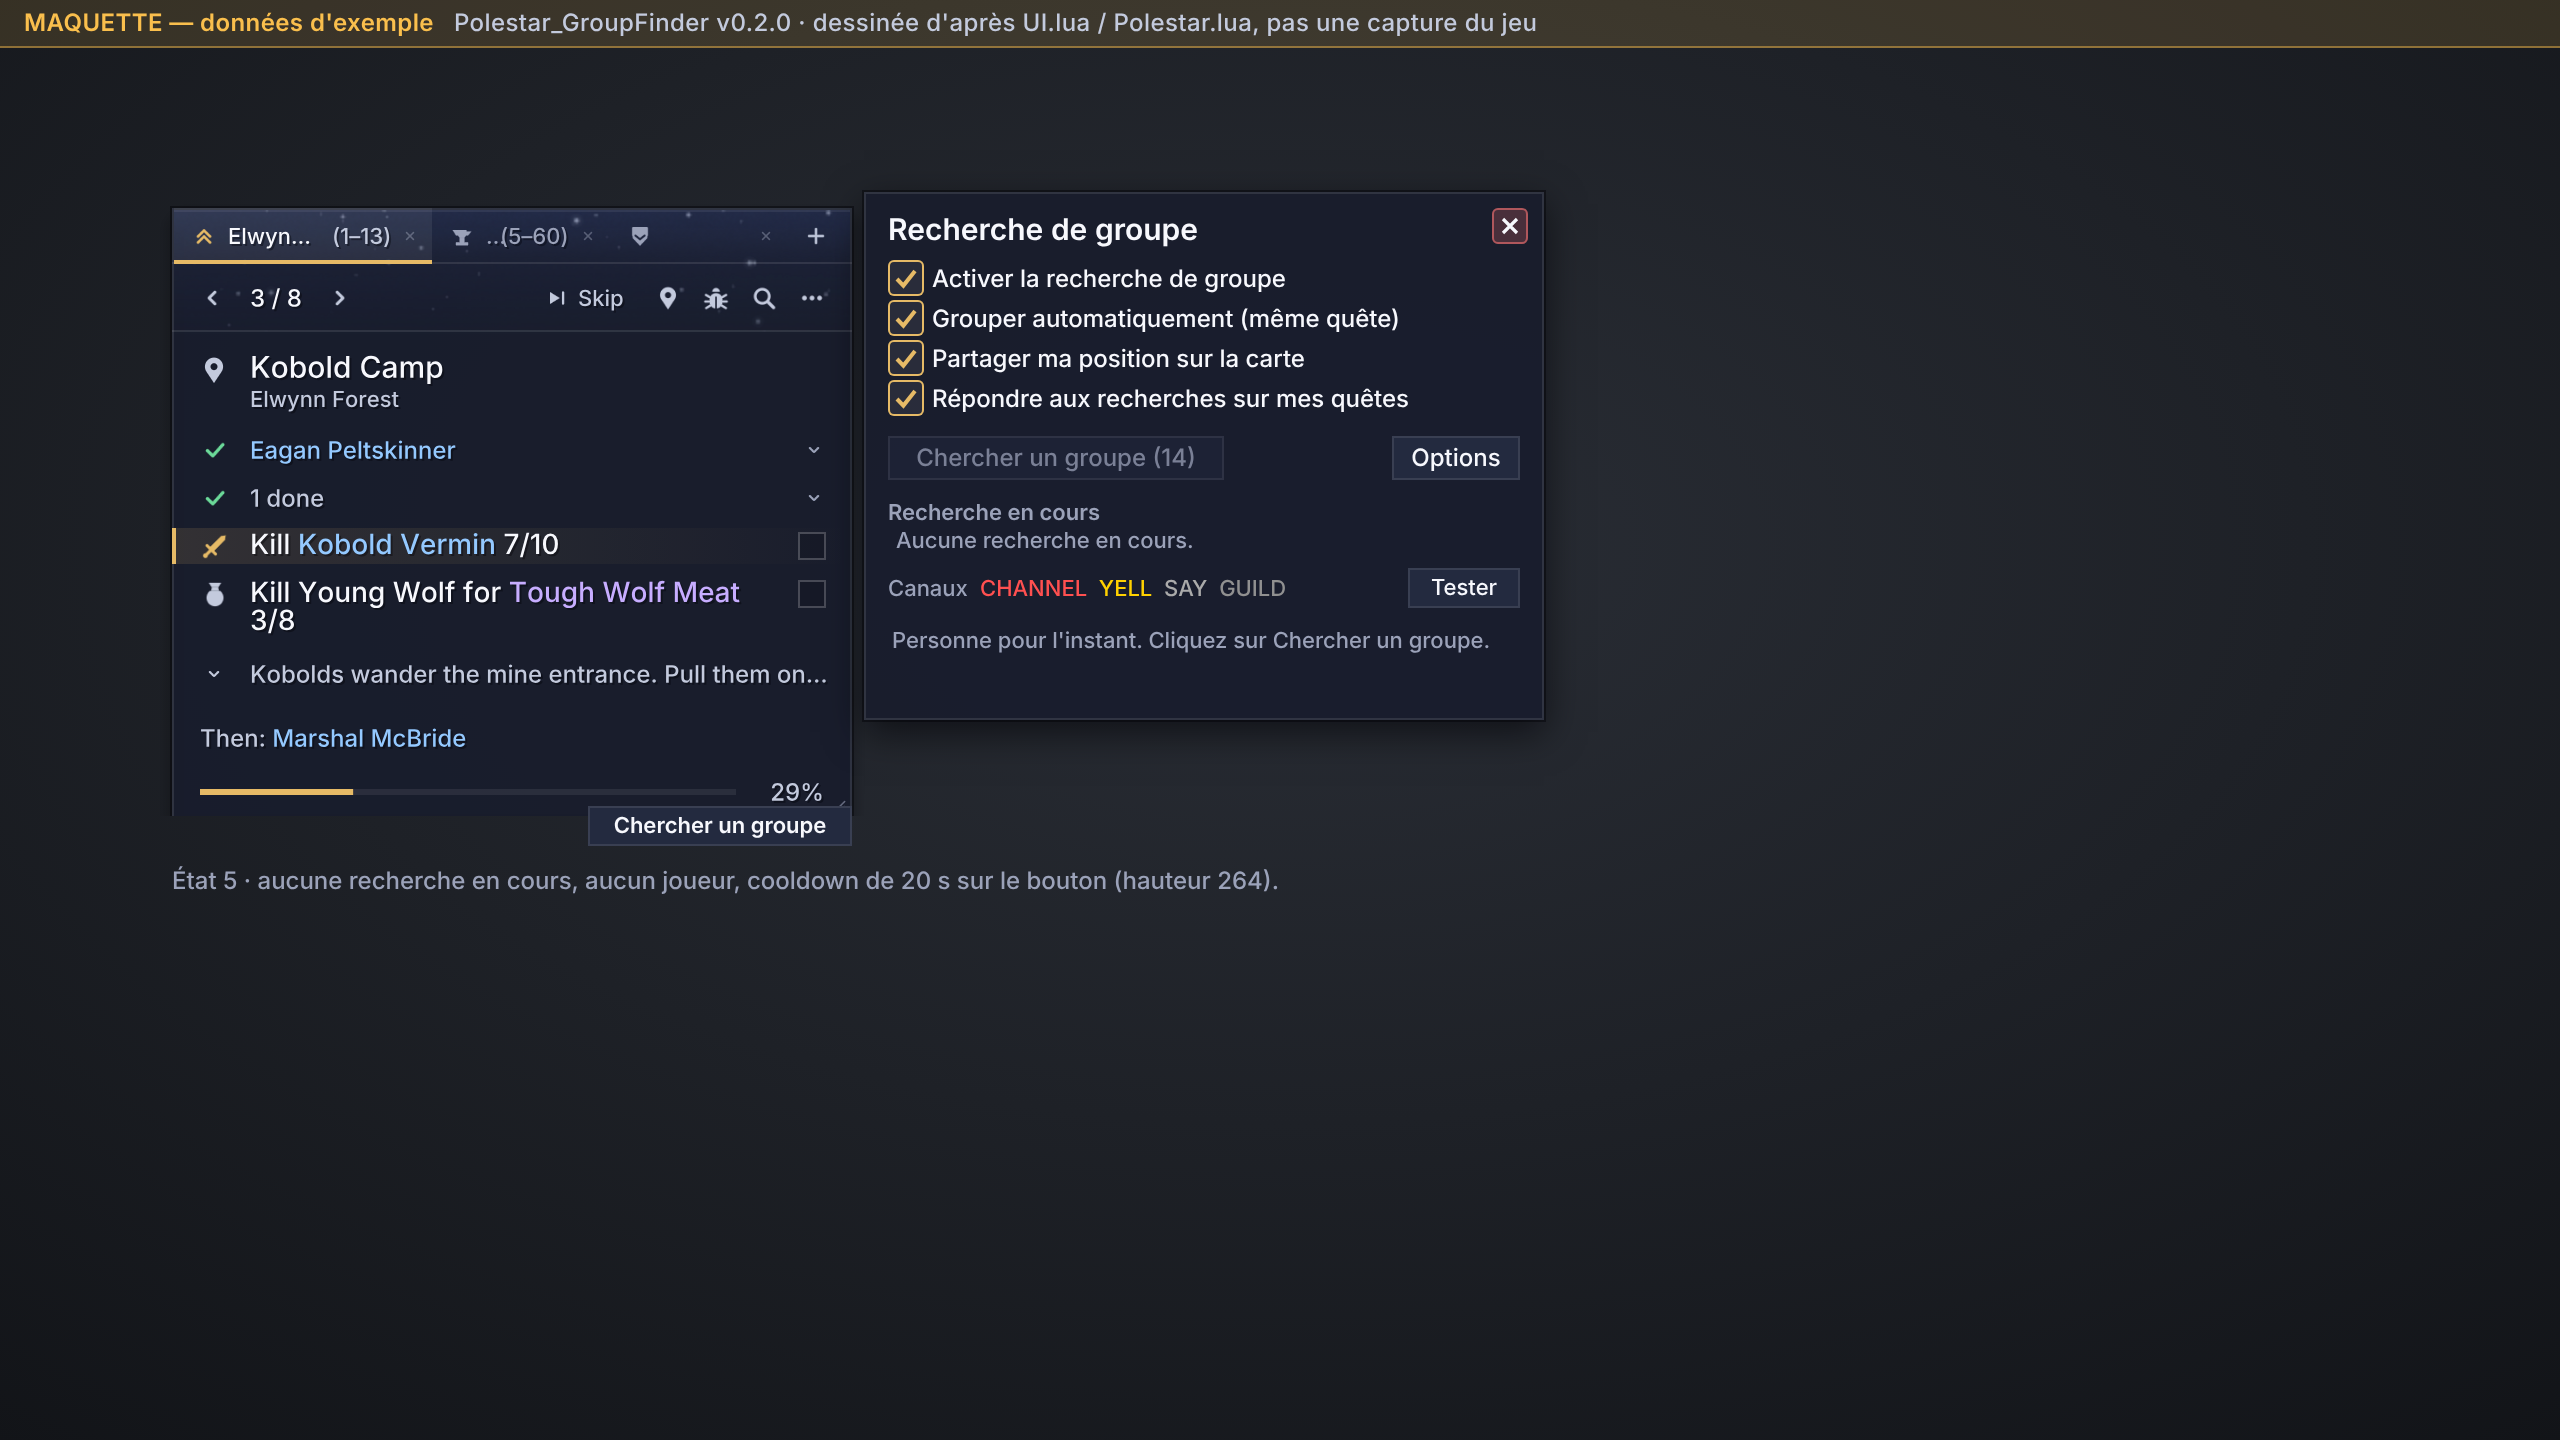 MAQUETTE — données d'exemple Polestar_GroupFinder v0.2.0 · dessinée d'après UI.lua / Polestar.lua, pas une capture du jeu
Elwyn... (1–13) × ...(5–60) × × +
3 / 8 Skip
Kobold Camp
Elwynn Forest
Eagan Peltskinner
1 done
Kill Kobold Vermin 7/10
Kill Young Wolf for Tough Wolf Meat
3/8
Kobolds wander the mine entrance. Pull them on...
Then: Marshal McBride
29%
Chercher un groupe
Recherche de groupe
Activer la recherche de groupe
Grouper automatiquement (même quête)
Partager ma position sur la carte
Répondre aux recherches sur mes quêtes
Chercher un groupe (14) Options
Recherche en cours
Aucune recherche en cours.
Canaux CHANNEL YELL SAY GUILD Tester
Personne pour l'instant. Cliquez sur Chercher un groupe.
État 5 · aucune recherche en cours, aucun joueur, cooldown de 20 s sur le bouton (hauteur 264).